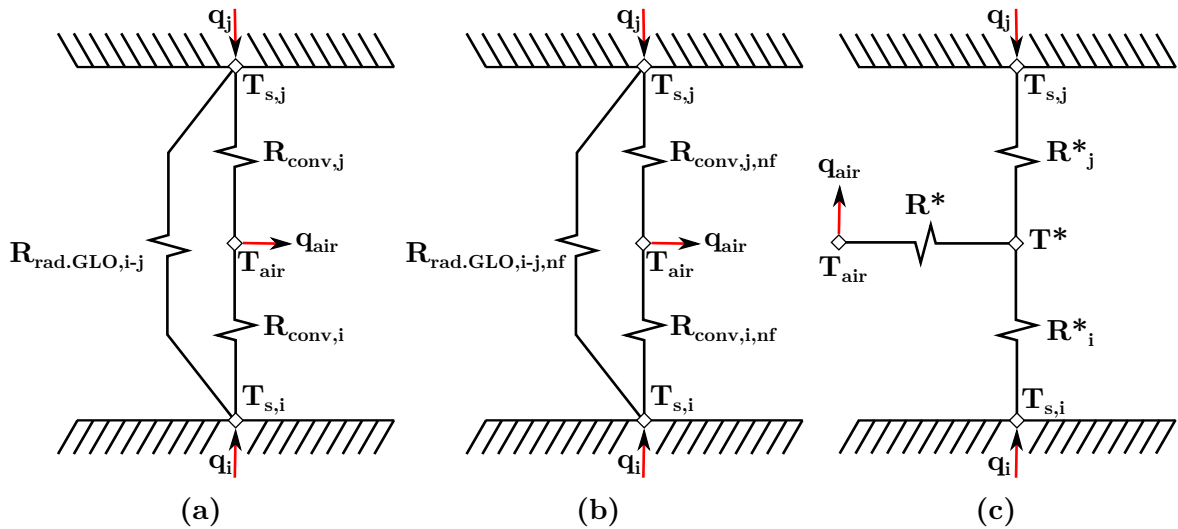 q_j
T_s,j
R_conv,j
R_rad.GLO,i-j
q_air
T_air
R_conv,i
T_s,i
q_i
(a)
q_j
T_s,j
R_conv,j,nf
R_rad.GLO,i-j,nf
q_air
T_air
R_conv,i,nf
T_s,i
q_i
(b)
q_j
T_s,j
R*_j
q_air
R*
T*
T_air
R*_i
T_s,i
q_i
(c)